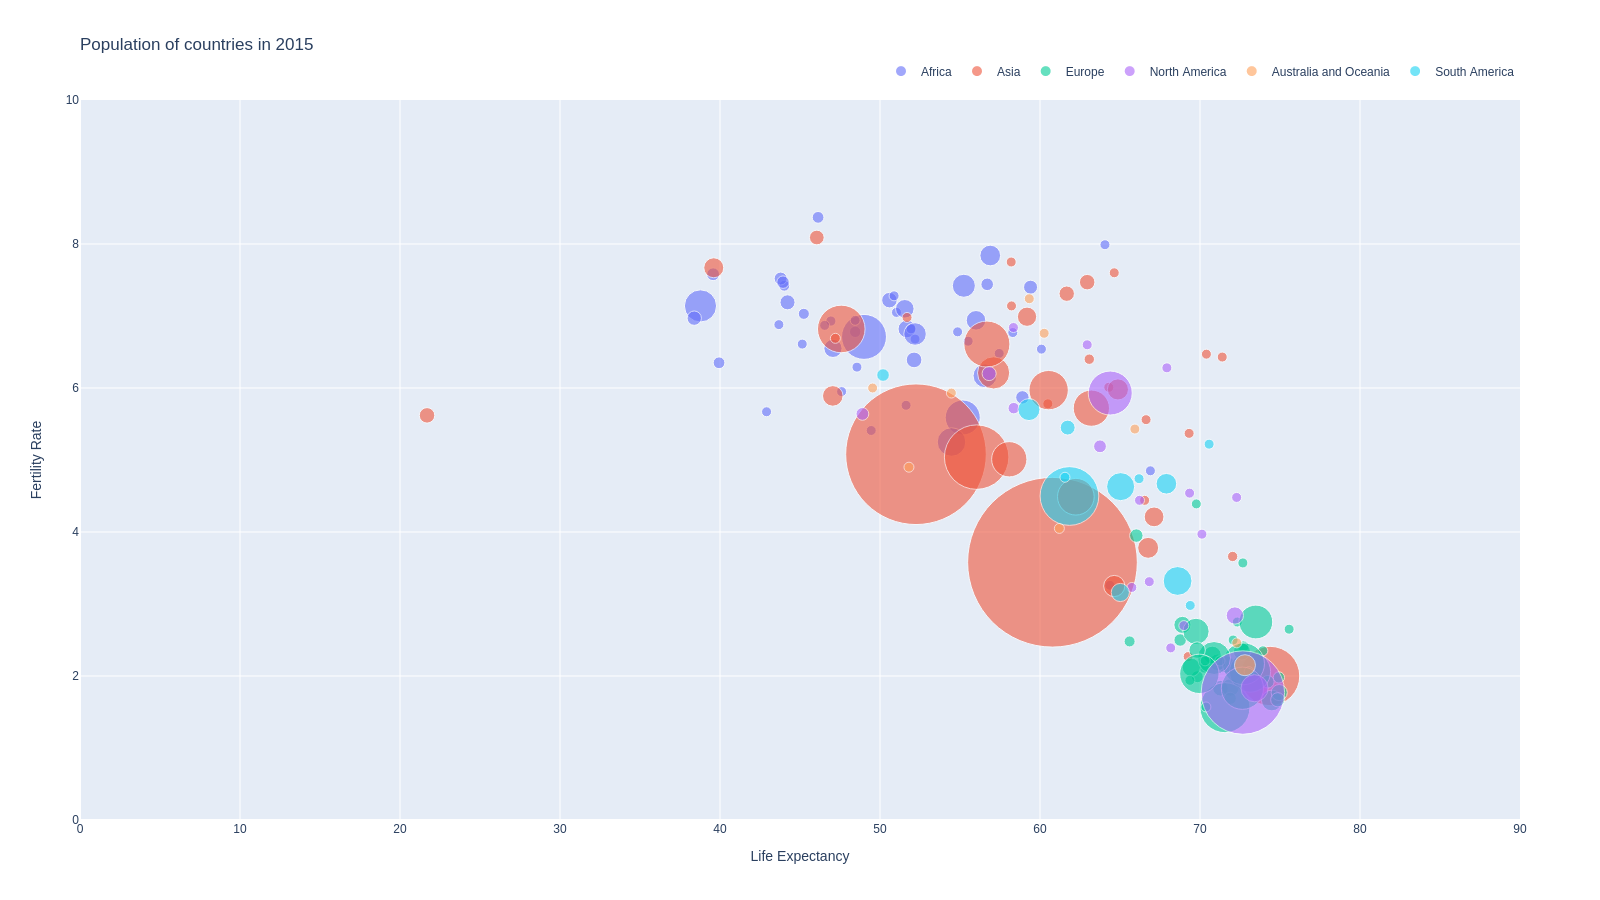 Population of countries in 2015
Africa
Asia
Europe
North America
Australia and Oceania
South America
10
8
6
4
2
0
Fertility Rate
0
10
20
30
40
50
60
70
80
90
Life Expectancy